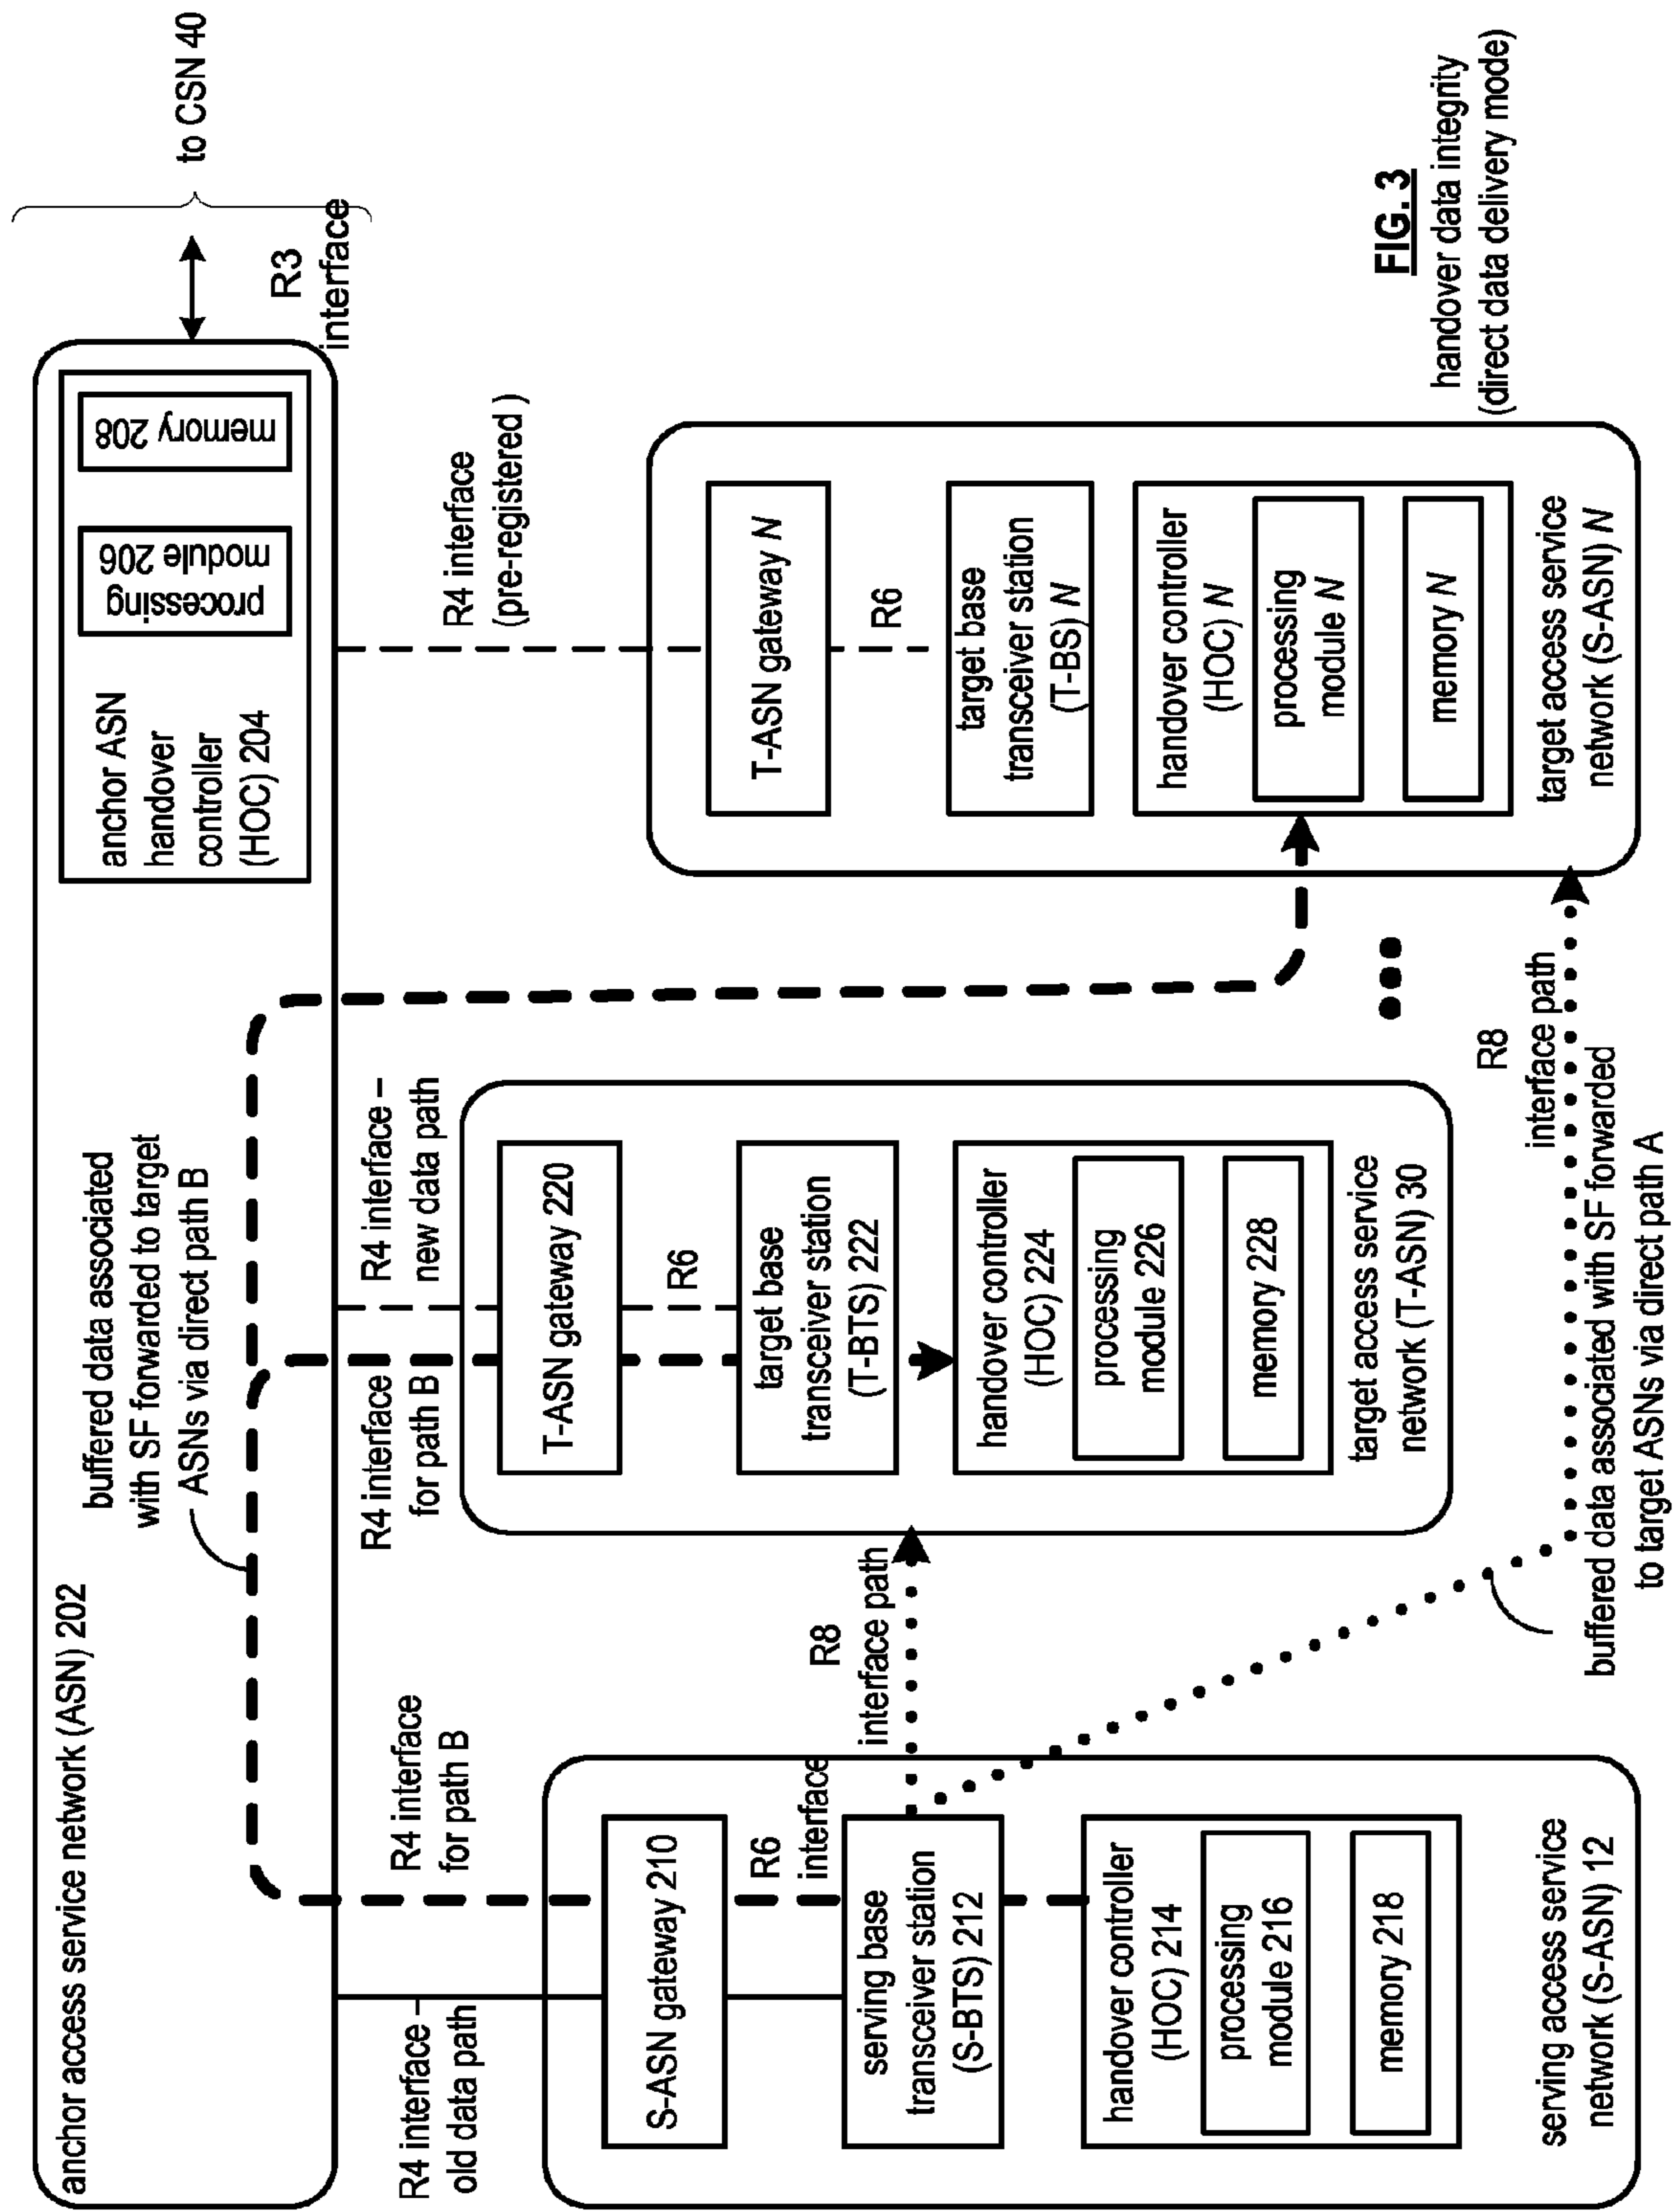 anchor access service network (ASN) 202
buffered data associated
with SF forwarded to target
ASNs via direct path B
anchor ASN
handover
controller
(HOC) 204
processing
module 206
memory 208
to CSN 40
R3
interface
R4 interface–
old data path
R4 interface
for path B
R4 interface
for path B
R4 interface –
new data path
R4 interface
(pre-registered )
S-ASN gateway 210
R6
interface
serving base
transceiver station
(S-BTS) 212
handover controller
(HOC) 214
processing
module 216
memory 218
serving access service
network (S-ASN) 12
R8
interface path
T-ASN gateway 220
R6
target base
transceiver station
(T-BTS) 222
handover controller
(HOC) 224
processing
module 226
memory 228
target access service
network (T-ASN) 30
T-ASN gateway N
R6
target base
transceiver station
(T-BS) N
handover controller
(HOC) N
processing
module N
memory N
target access service
network (S-ASN) N
R8
interface path
buffered data associated with SF forwarded
to target ASNs via direct path A
FIG. 3
handover data integrity
(direct data delivery mode)